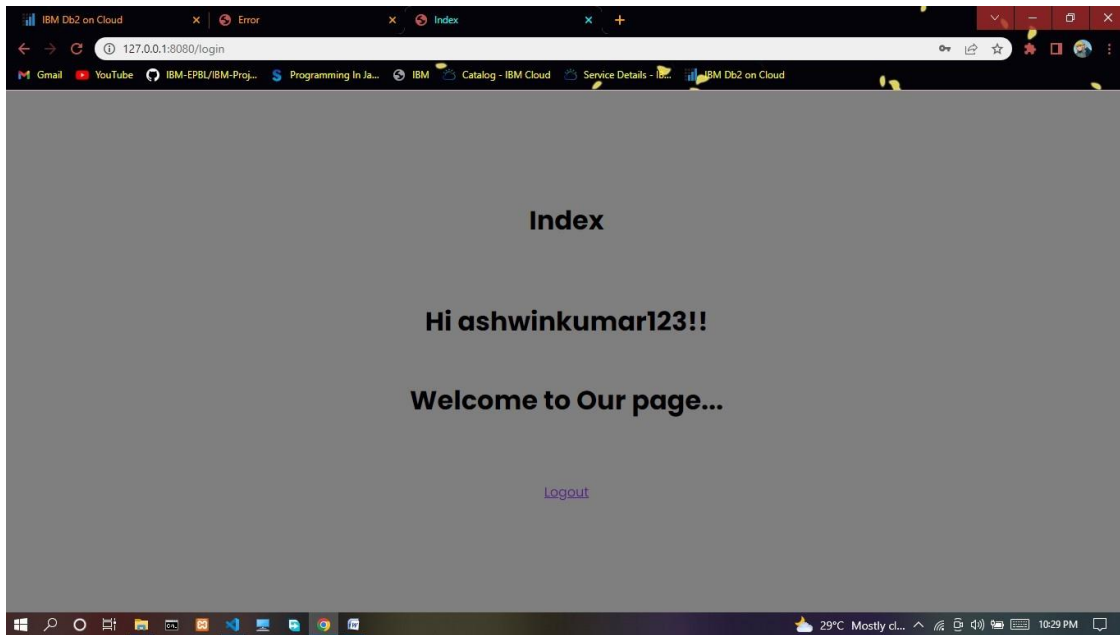 IBM Db2 on Cloud
Error
Index
127.0.0.1:8080/login
Gmail
YouTube
IBM-EPBL/IBM-Proj...
Programming In Ja...
IBM
Catalog - IBM Cloud
Service Details - IB...
IBM Db2 on Cloud
Index
Hi ashwinkumar123!!
Welcome to Our page...
Logout
29°C Mostly cl...
10:29 PM